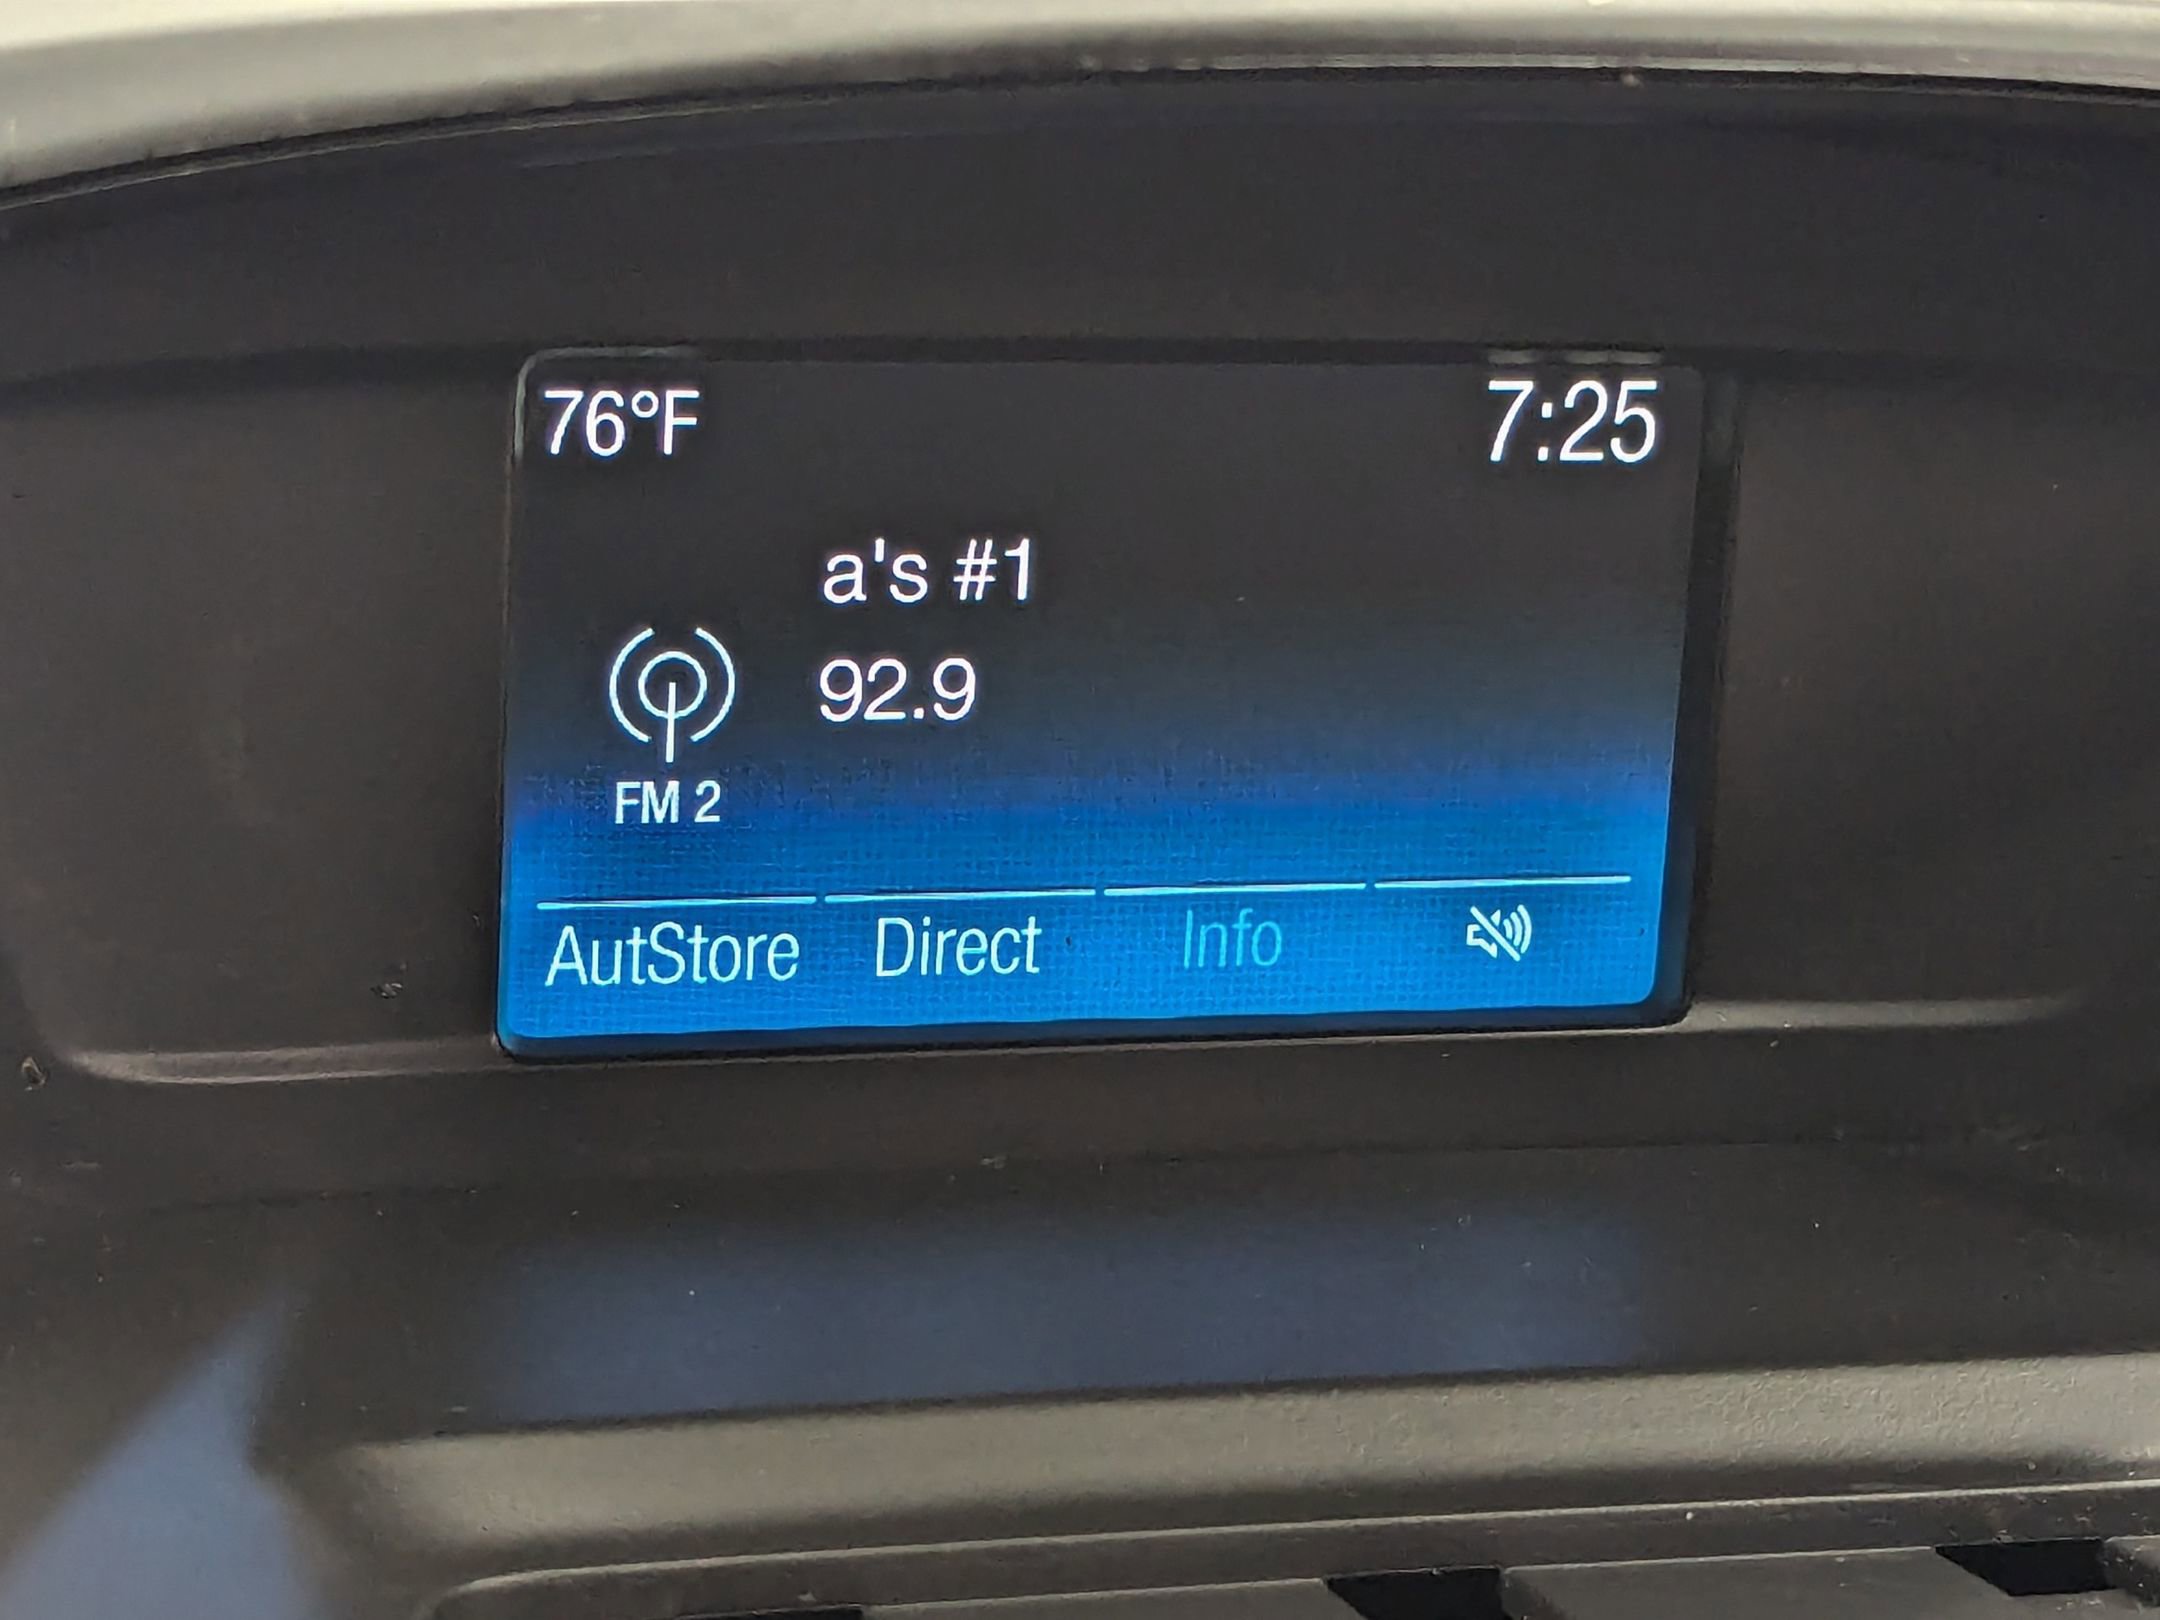 76°F 7:25
a's #1
92.9
FM 2
AutStore Direct Info